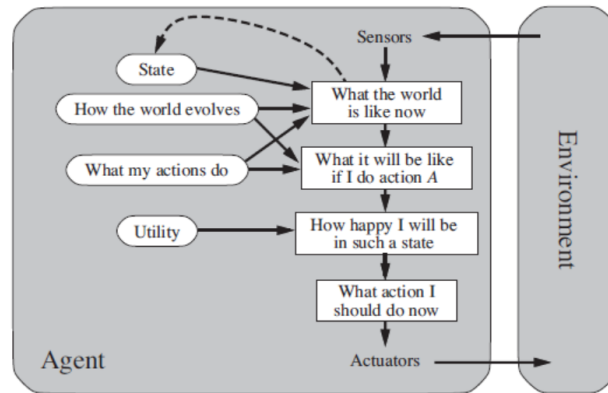 Sensors
State
What the world
is like now
How the world evolves
What it will be like
if I do action A
What my actions do
How happy I will be
in such a state
Utility
What action I
should do now
Agent
Actuators
Environment